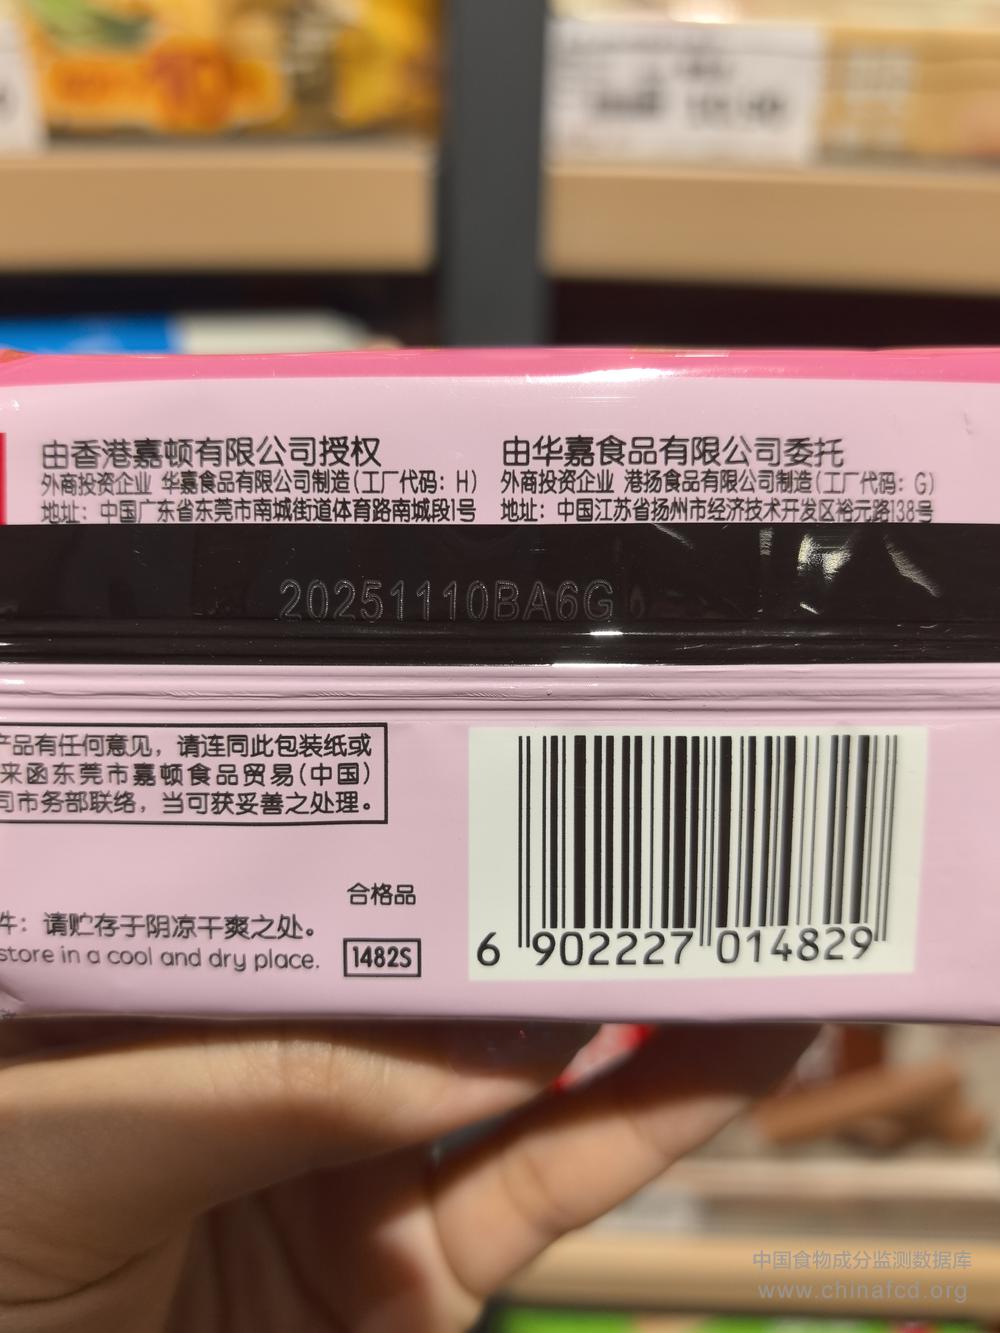 由香港嘉顿有限公司授权
外商投资企业 华嘉食品有限公司制造(工厂代码: H)
地址: 中国广东省东莞市南城街道体育路南城段1号
由华嘉食品有限公司委托
外商投资企业 港扬食品有限公司制造(工厂代码: G)
地址: 中国江苏省扬州市经济技术开发区裕元路138号
20251110BA6G
产品有任何意见, 请连同此包装纸或
来函东莞市嘉顿食品贸易(中国)
司市务部联络, 当可获妥善之处理。
合格品
件: 请贮存于阴凉干爽之处。
store in a cool and dry place.
1482S
6 902227 014829
中国食物成分监测数据库
www.chinafcd.org